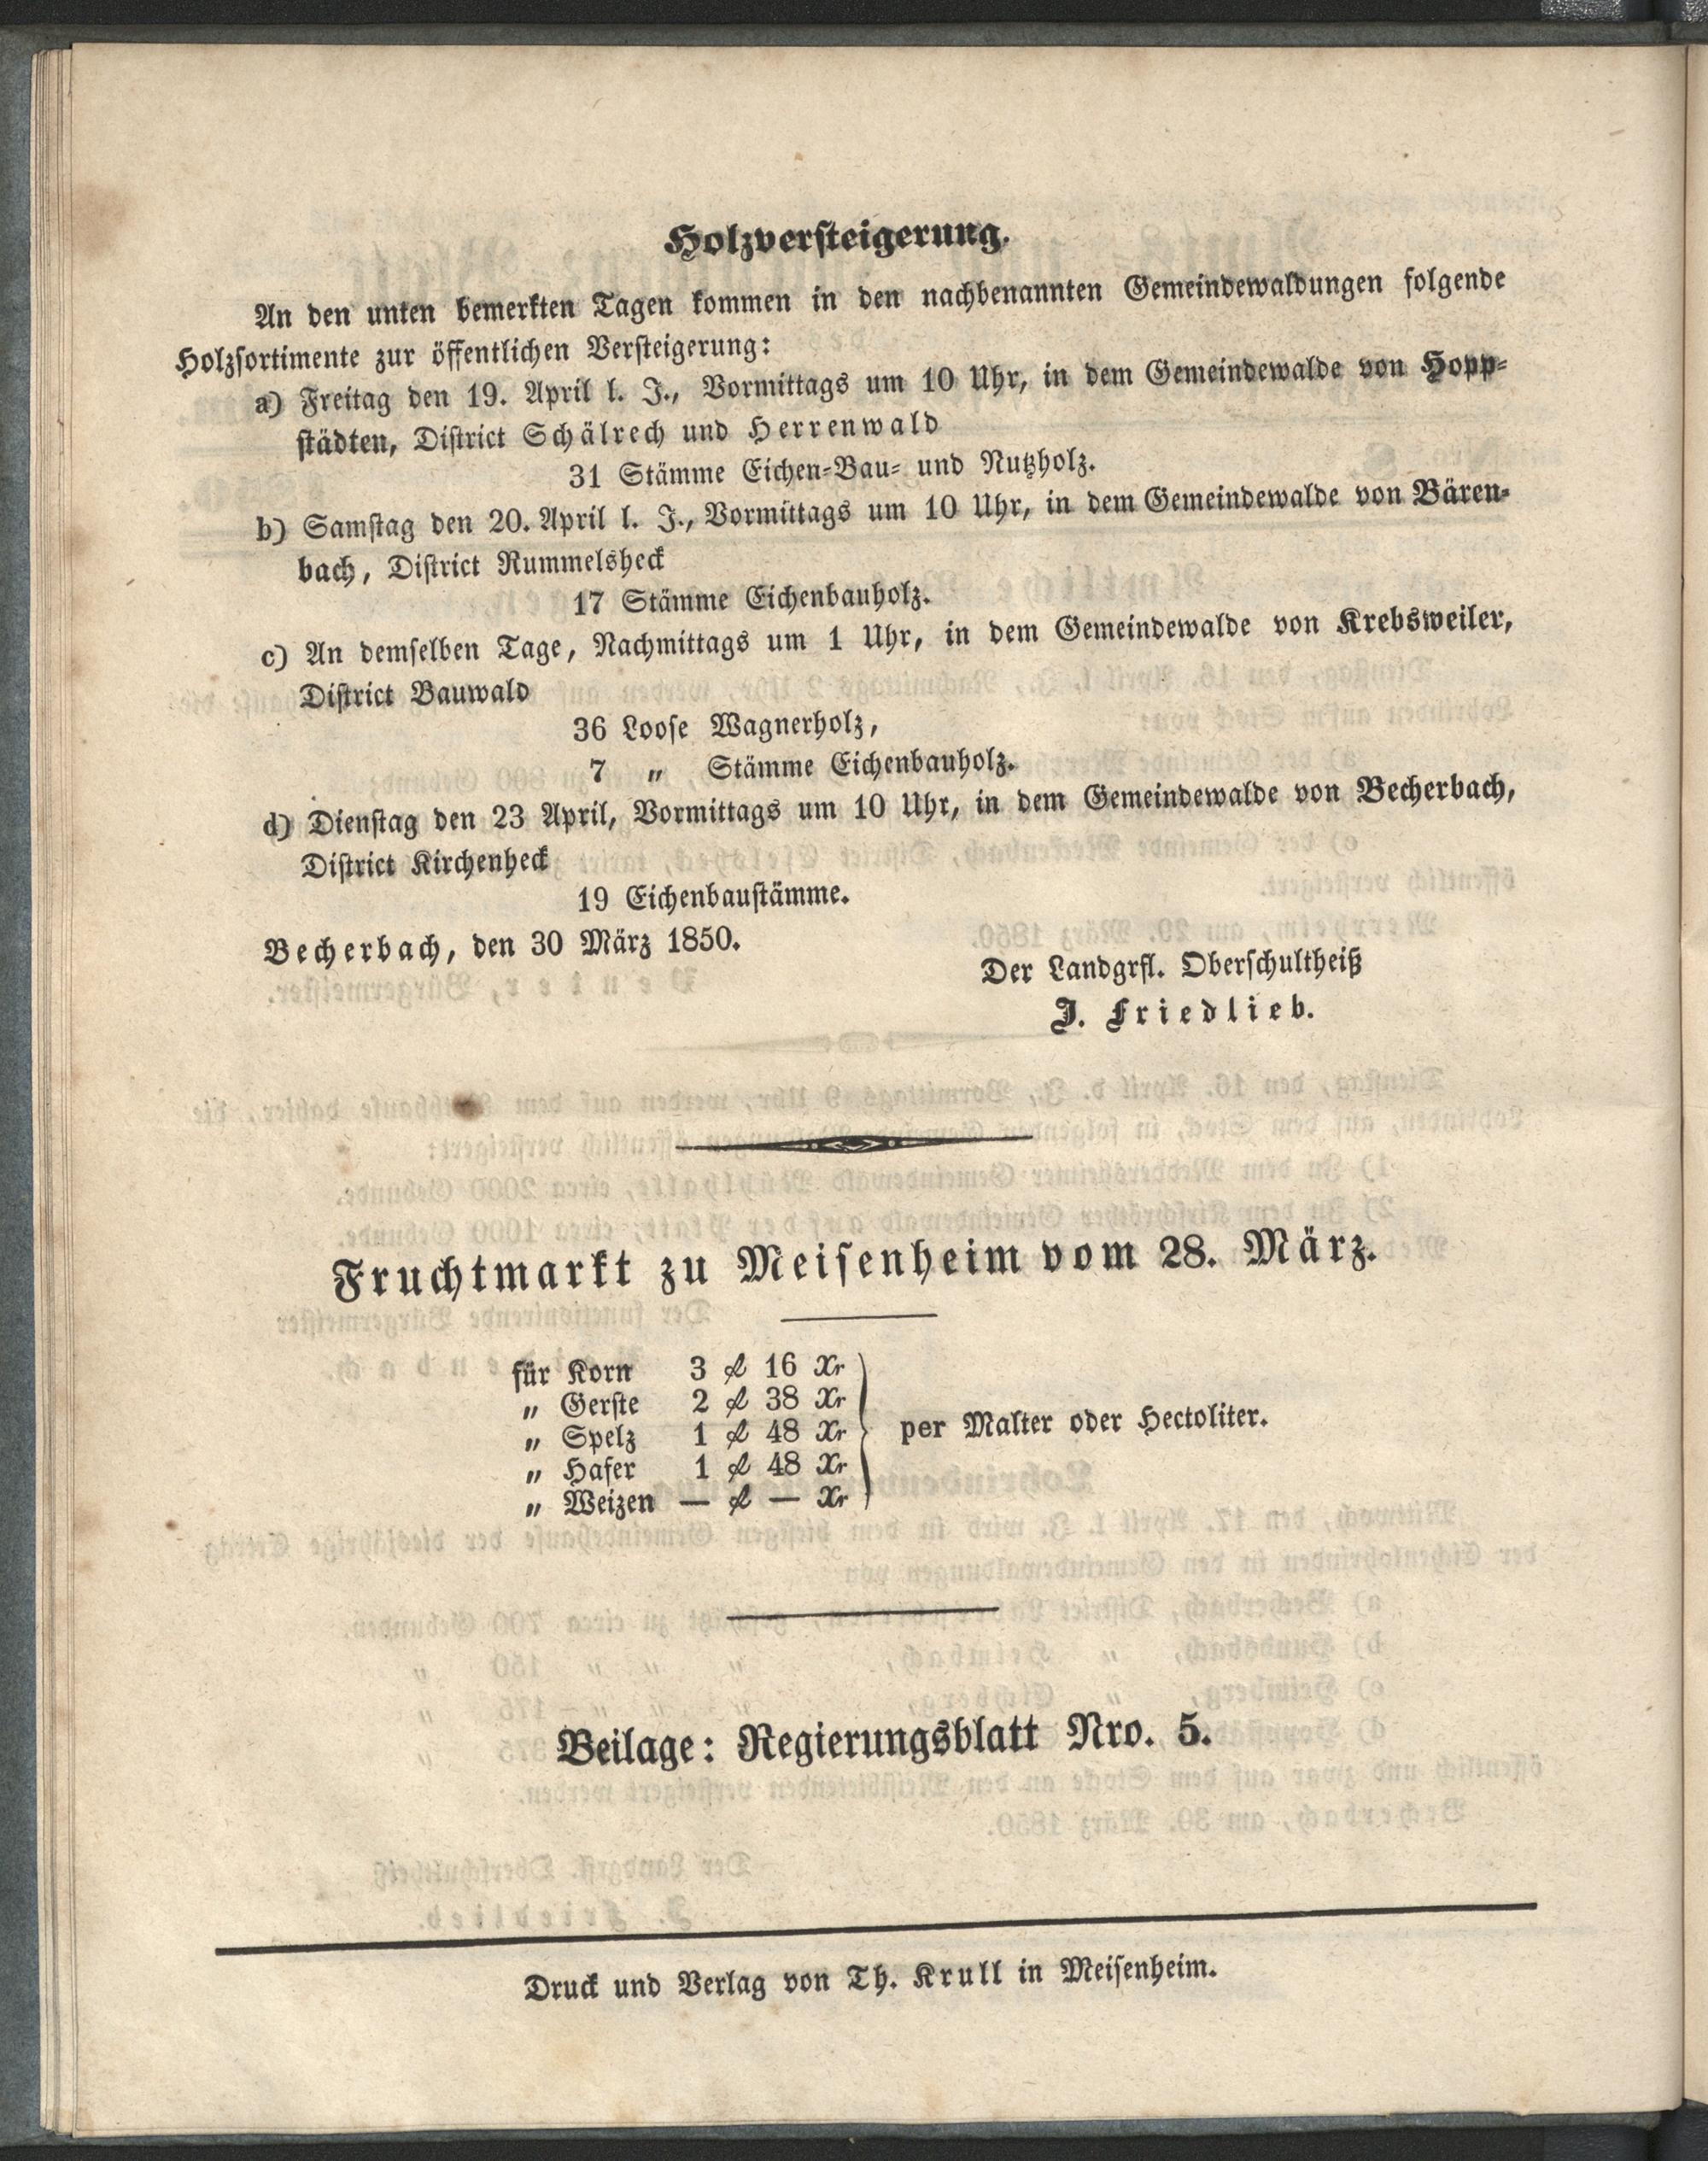 Holzversteigerung.
An den unten bemerkten Tagen kommen in den nachbenannten Gemeindewaldungen folgende
Holzsortimente zur öffentlichen Versteigerung:
a) Freitag den 19. April l. J., Vormittags um 10 Uhr, in dem Gemeindewalde von Hopp-
städten, District Schälrech und Herrenwald
31 Stämme Eichen-Bau- und Nutzholz.
b) Samstag den 20. April l. J., Vormittags um 10 Uhr, in dem Gemeindewalde von Bären-
bach, District Rummelsheck
17 Stämme Eichenbauholz.
c) An demselben Tage, Nachmittags um 1 Uhr, in dem Gemeindewalde von Krebsweiler,
District Bauwald
36 Loose Wagnerholz,
7 „ Stämme Eichenbauholz.
d) Dienstag den 23 April, Vormittags um 10 Uhr, in dem Gemeindewalde von Becherbach,
District Kirchenheck
19 Eichenbaustämme.
Becherbach, den 30 März 1850.
Der Landgrfl. Oberschultheiß
J. Friedlieb.
Fruchtmarkt zu Meisenheim vom 28. März.
für Korn 3 fl 16 Xr
„ Gerste 2 fl 38 Xr
„ Spelz 1 fl 48 Xr per Malter oder Hectoliter.
„ Hafer 1 fl 48 Xr
„ Weizen — fl — Xr
Beilage: Regierungsblatt Nro. 5.
Druck und Verlag von Th. Krull in Meisenheim.